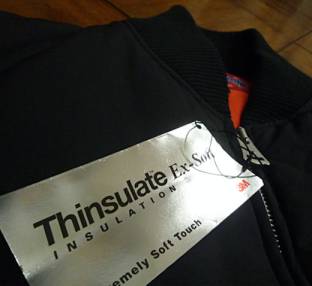 Thinsulate Ex-Soft
INSULATION
3M
Extremely Soft Touch